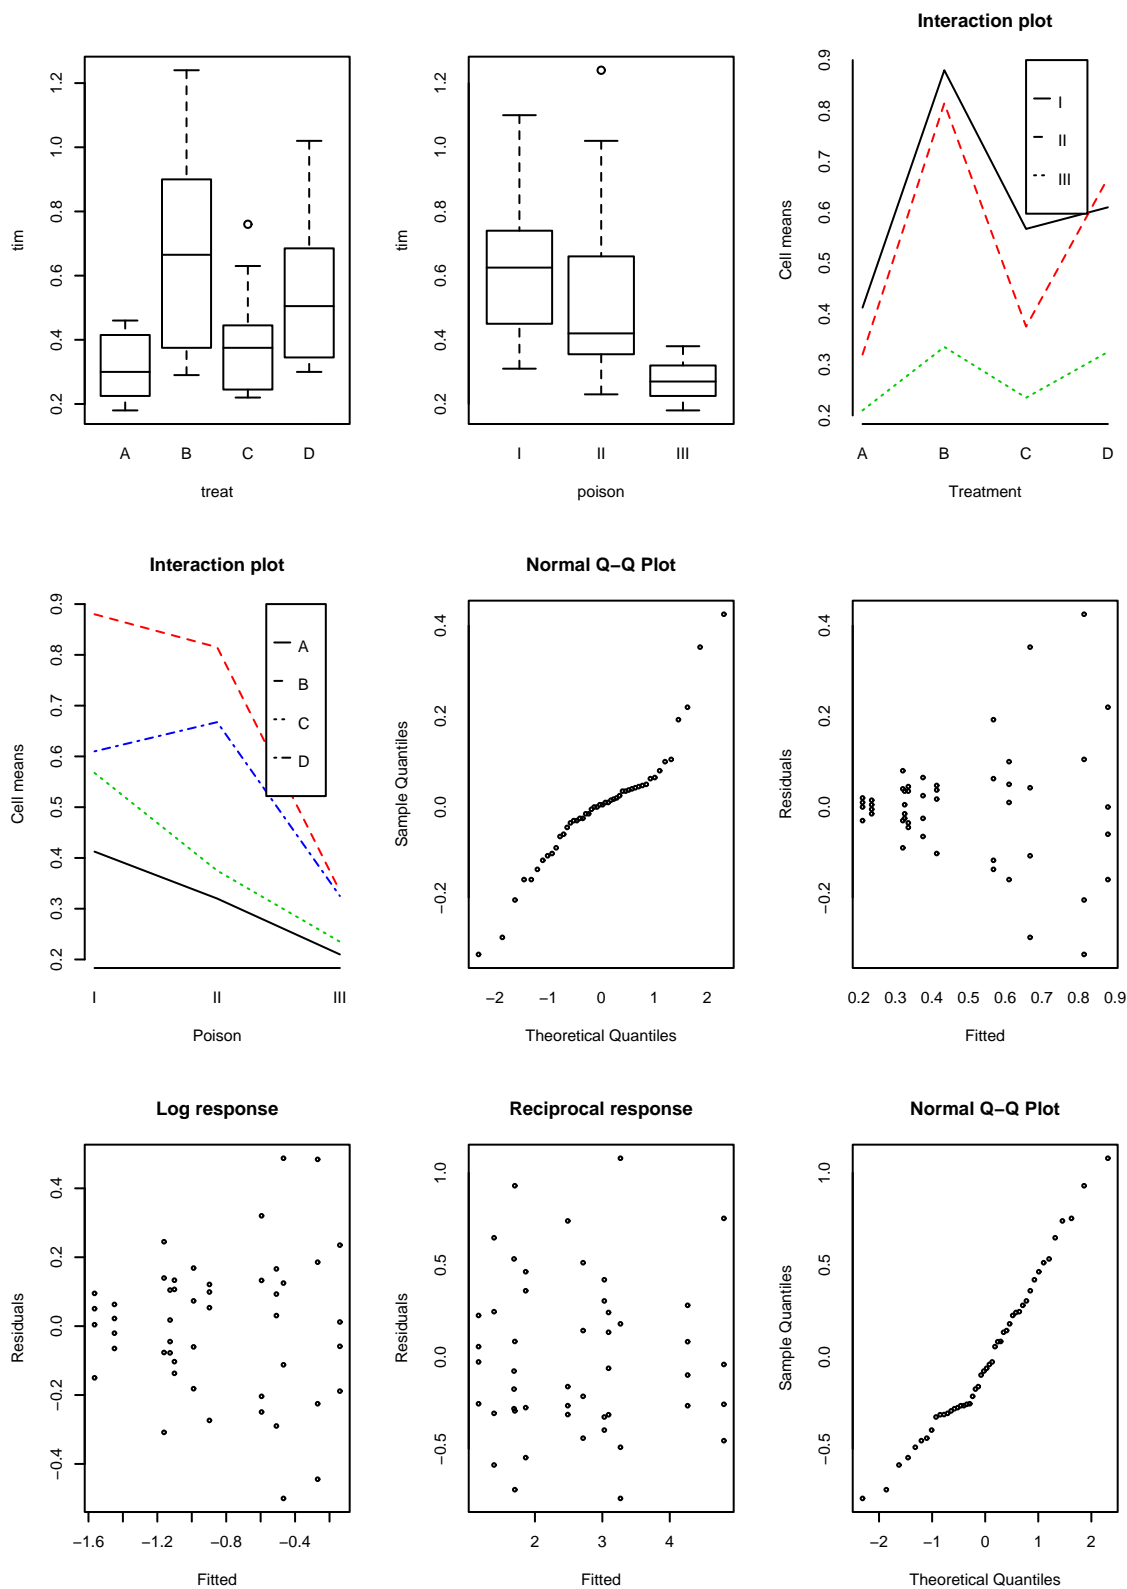 tim
0.2 0.4 0.6 0.8 1.0 1.2
A B C D
treat
tim
0.2 0.4 0.6 0.8 1.0 1.2
I II III
poison
Interaction plot
Cell means
0.2 0.3 0.4 0.5 0.6 0.7 0.8 0.9
I
II
III
A B C D
Treatment
Interaction plot
Cell means
0.2 0.3 0.4 0.5 0.6 0.7 0.8 0.9
A
B
C
D
I II III
Poison
Normal Q−Q Plot
Sample Quantiles
−0.2 0.0 0.2 0.4
−2 −1 0 1 2
Theoretical Quantiles
Residuals
−0.2 0.0 0.2 0.4
0.2 0.3 0.4 0.5 0.6 0.7 0.8 0.9
Fitted
Log response
Residuals
−0.4 −0.2 0.0 0.2 0.4
−1.6 −1.2 −0.8 −0.4
Fitted
Reciprocal response
Residuals
−0.5 0.0 0.5 1.0
2 3 4
Fitted
Normal Q−Q Plot
Sample Quantiles
−0.5 0.0 0.5 1.0
−2 −1 0 1 2
Theoretical Quantiles